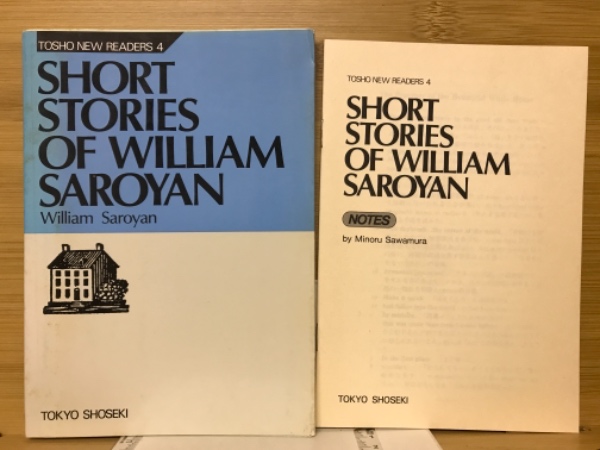 TOSHO NEW READERS 4
SHORT
STORIES
OF WILLIAM
SAROYAN
William Saroyan
TOKYO SHOSEKI
TOSHO NEW READERS 4
SHORT
STORIES
OF WILLIAM
SAROYAN
NOTES
by Minoru Sawamura
TOKYO SHOSEKI